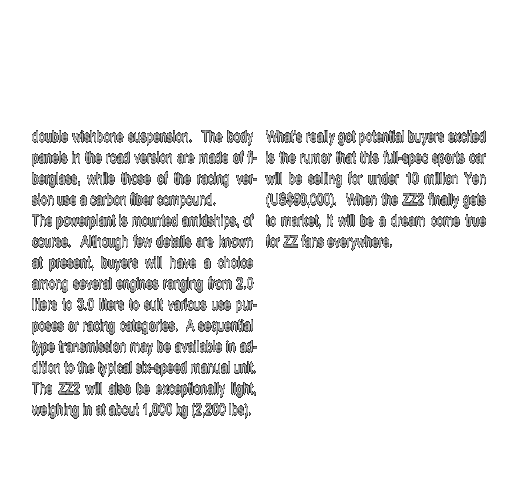 double wishbone suspension. The body
panels in the road version are made of fi-
berglass, while those of the racing ver-
sion use a carbon fiber compound.
The powerplant is mounted amidships, of
course. Although few details are known
at present, buyers will have a choice
among several engines ranging from 2.0
liters to 3.0 liters to suit various use pur-
poses or racing categories. A sequential
type transmission may be available in ad-
dition to the typical six-speed manual unit.
The ZZ2 will also be exceptionally light,
weighing in at about 1,000 kg (2,200 lbs).
What's really got potential buyers excited
is the rumor that this full-spec sports car
will be selling for under 10 million Yen
(US$98,000). When the ZZ2 finally gets
to market, it will be a dream come true
for ZZ fans everywhere.